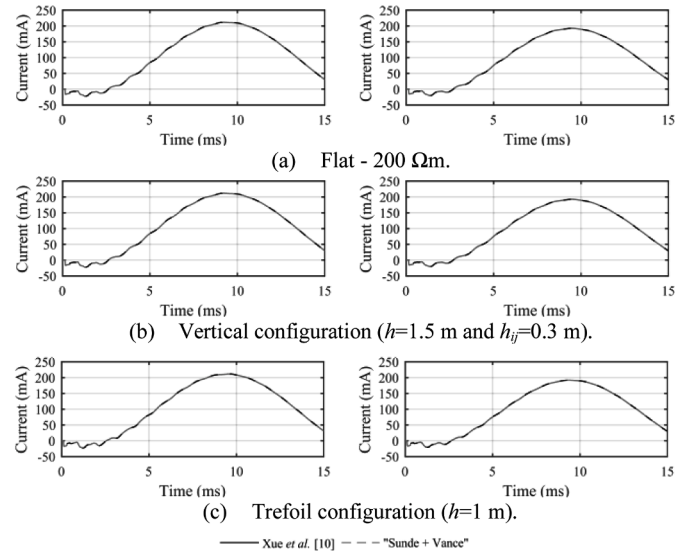 250
200
150
100
50
0
-50
Current (mA)
0 5 10 15
Time (ms)
250
200
150
100
50
0
-50
Current (mA)
0 5 10 15
Time (ms)
(a) Flat - 200 Ωm.
250
200
150
100
50
0
-50
Current (mA)
0 5 10 15
Time (ms)
250
200
150
100
50
0
-50
Current (mA)
0 5 10 15
Time (ms)
(b) Vertical configuration (h=1.5 m and hij=0.3 m).
250
200
150
100
50
0
-50
Current (mA)
0 5 10 15
Time (ms)
250
200
150
100
50
0
-50
Current (mA)
0 5 10 15
Time (ms)
(c) Trefoil configuration (h=1 m).
Xue et al. [10] "Sunde + Vance"